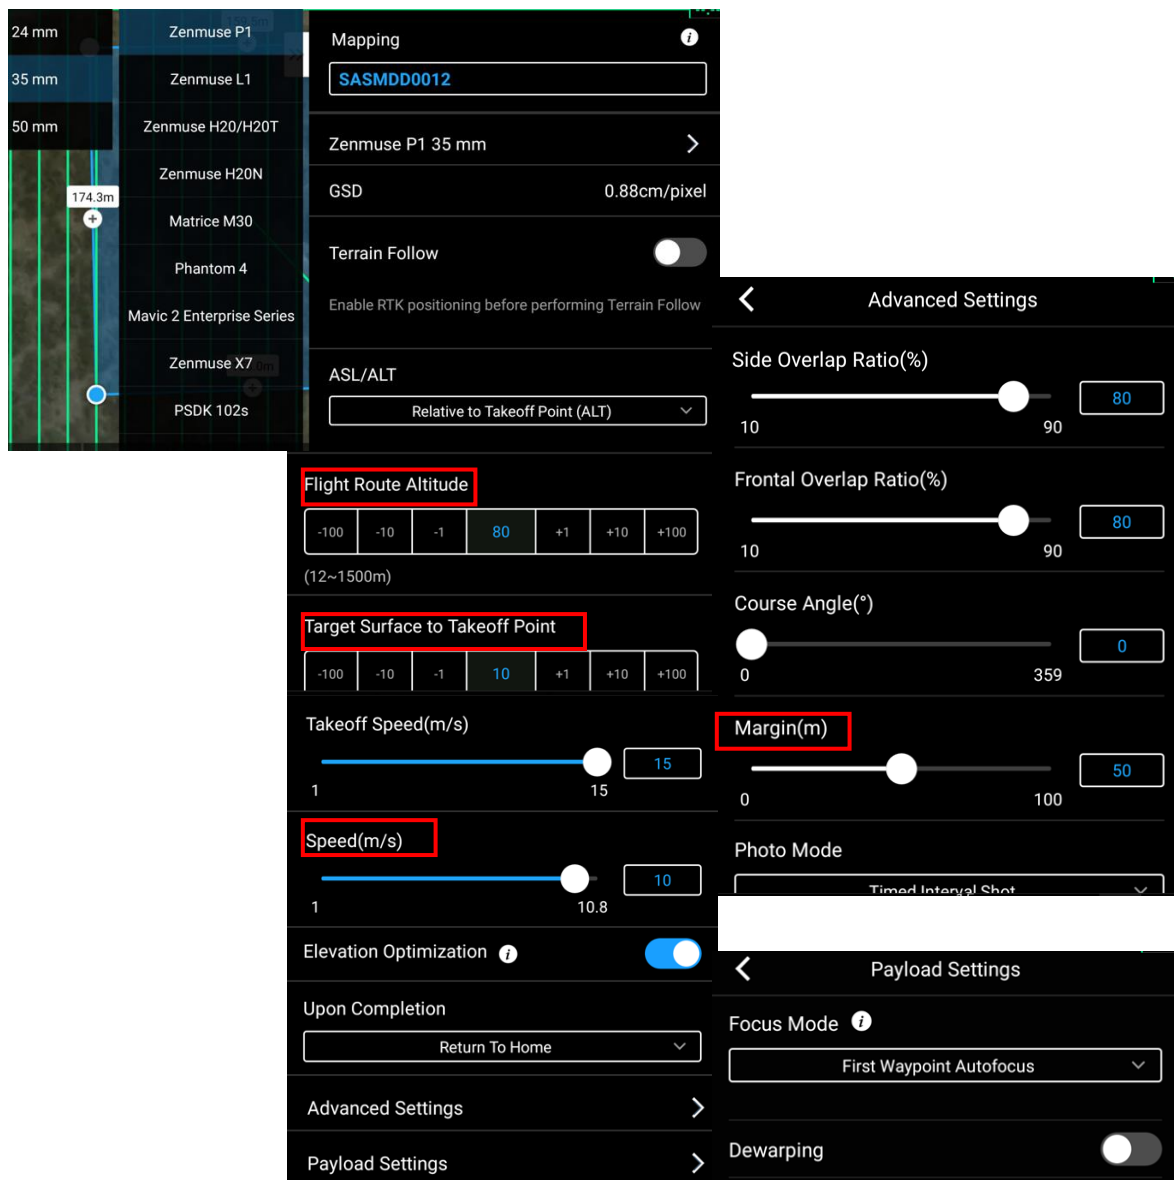 24 mm
35 mm
50 mm
174.3m
Zenmuse P1
Zenmuse L1
Zenmuse H20/H20T
Zenmuse H20N
Matrice M30
Phantom 4
Mavic 2 Enterprise Series
Zenmuse X7
PSDK 102s
Mapping
SASMDD0012
Zenmuse P1 35 mm
GSD 0.88cm/pixel
Terrain Follow
Enable RTK positioning before performing Terrain Follow
ASL/ALT
Relative to Takeoff Point (ALT)
Flight Route Altitude
-100 -10 -1 80 +1 +10 +100
(12~1500m)
Target Surface to Takeoff Point
-100 -10 -1 10 +1 +10 +100
Takeoff Speed(m/s)
15
1 15
Speed(m/s)
10
1 10.8
Elevation Optimization
Upon Completion
Return To Home
Advanced Settings
Payload Settings
Advanced Settings
Side Overlap Ratio(%)
80
10 90
Frontal Overlap Ratio(%)
80
10 90
Course Angle(°)
0
0 359
Margin(m)
50
0 100
Photo Mode
Timed Interval Shot
Payload Settings
Focus Mode
First Waypoint Autofocus
Dewarping